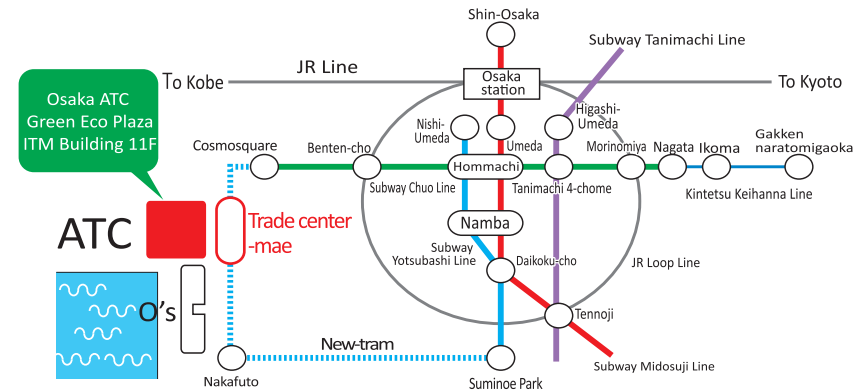 Shin-Osaka
Subway Tanimachi Line
JR Line
To Kobe
Osaka
station
To Kyoto
Osaka ATC
Green Eco Plaza
ITM Building 11F
Nishi-
Umeda
Umeda
Higashi-
Umeda
Cosmosquare
Benten-cho
Hommachi
Morinomiya
Nagata
Ikoma
Gakken
naratomigaoka
Subway Chuo Line
Tanimachi 4-chome
Kintetsu Keihanna Line
ATC
Trade center
-mae
Namba
Subway
Yotsubashi Line
Daikoku-cho
JR Loop Line
O's
Tennoji
New-tram
Nakafuto
Suminoe Park
Subway Midosuji Line